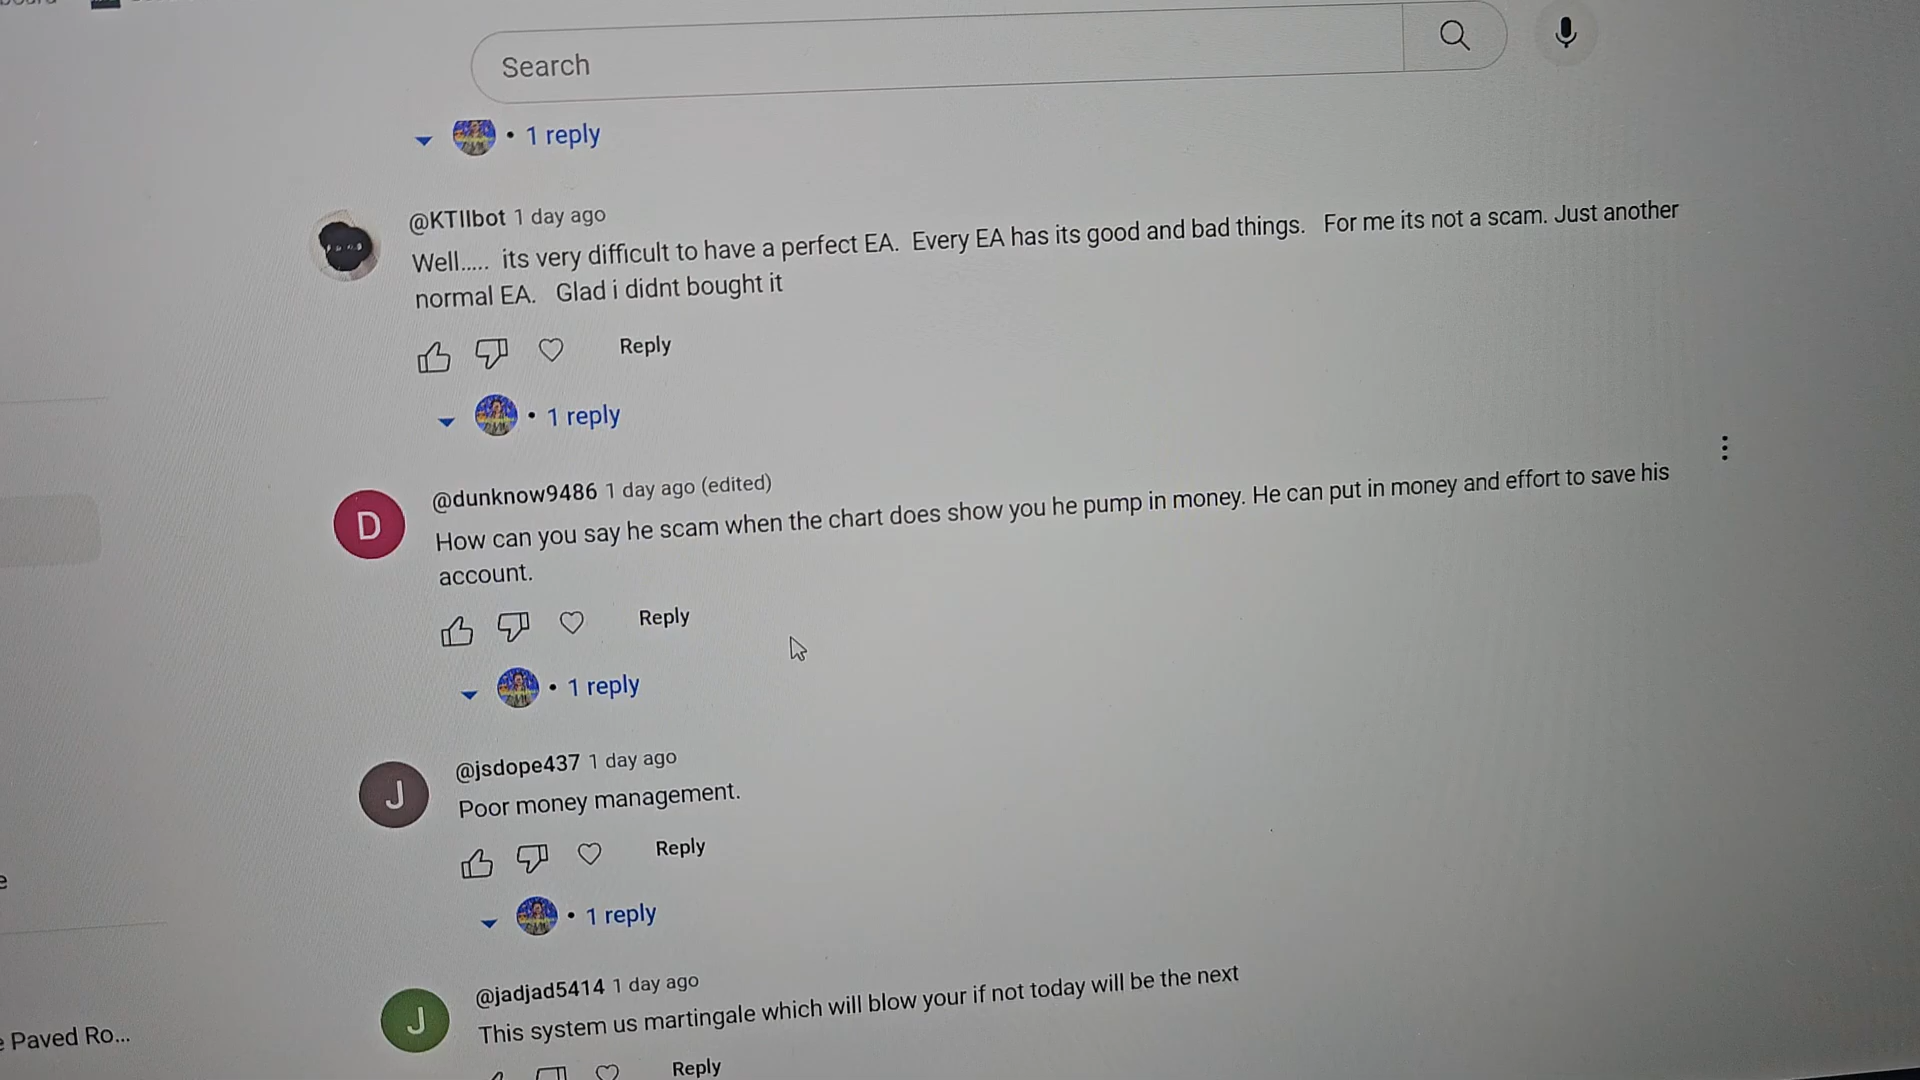 Search
• 1 reply
@KTIIbot 1 day ago
Well..... its very difficult to have a perfect EA. Every EA has its good and bad things. For me its not a scam. Just another
normal EA. Glad i didnt bought it
Reply
• 1 reply
@dunknow9486 1 day ago (edited)
D
How can you say he scam when the chart does show you he pump in money. He can put in money and effort to save his
account.
Reply
• 1 reply
@jsdope437 1 day ago
J
Poor money management.
Reply
• 1 reply
e
@jadjad5414 1 day ago
J
This system us martingale which will blow your if not today will be the next
e Paved Ro...
Reply